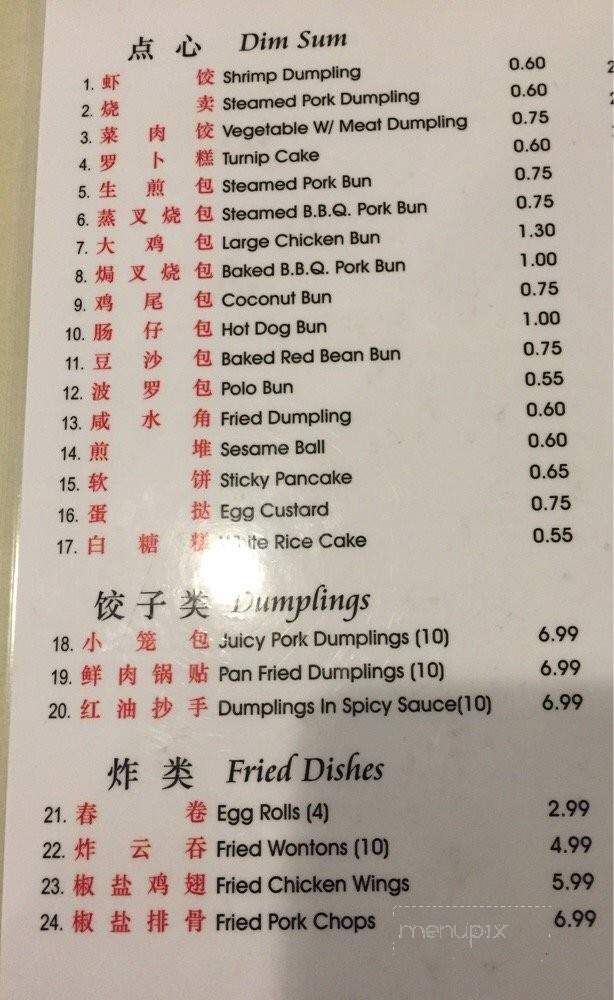 点心 Dim Sum
1. 虾饺 Shrimp Dumpling 0.60
2. 烧卖 Steamed Pork Dumpling 0.60
3. 菜肉饺 Vegetable W/ Meat Dumpling 0.75
4. 罗卜糕 Turnip Cake 0.60
5. 生煎包 Steamed Pork Bun 0.75
6. 蒸叉烧包 Steamed B.B.Q. Pork Bun 0.75
7. 大鸡包 Large Chicken Bun 1.30
8. 焗叉烧包 Baked B.B.Q. Pork Bun 1.00
9. 鸡尾包 Coconut Bun 0.75
10. 肠仔包 Hot Dog Bun 1.00
11. 豆沙包 Baked Red Bean Bun 0.75
12. 波罗包 Polo Bun 0.55
13. 咸水角 Fried Dumpling 0.60
14. 煎堆 Sesame Ball 0.60
15. 软饼 Sticky Pancake 0.65
16. 蛋挞 Egg Custard 0.75
17. 白糖糕 White Rice Cake 0.55
饺子类 Dumplings
18. 小笼包 Juicy Pork Dumplings (10) 6.99
19. 鲜肉锅贴 Pan Fried Dumplings (10) 6.99
20. 红油抄手 Dumplings In Spicy Sauce(10) 6.99
炸类 Fried Dishes
21. 春卷 Egg Rolls (4) 2.99
22. 炸云吞 Fried Wontons (10) 4.99
23. 椒盐鸡翅 Fried Chicken Wings 5.99
24. 椒盐排骨 Fried Pork Chops 6.99
menupix